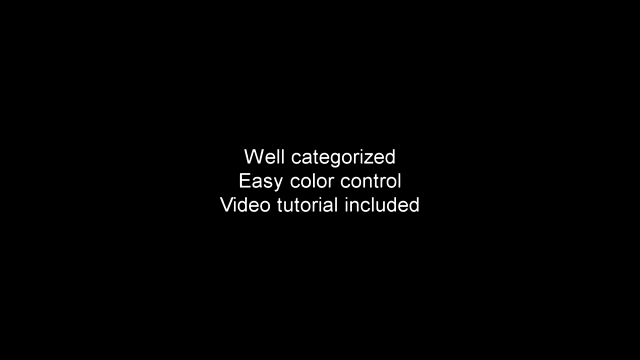 Well categorized
Easy color control
Video tutorial included